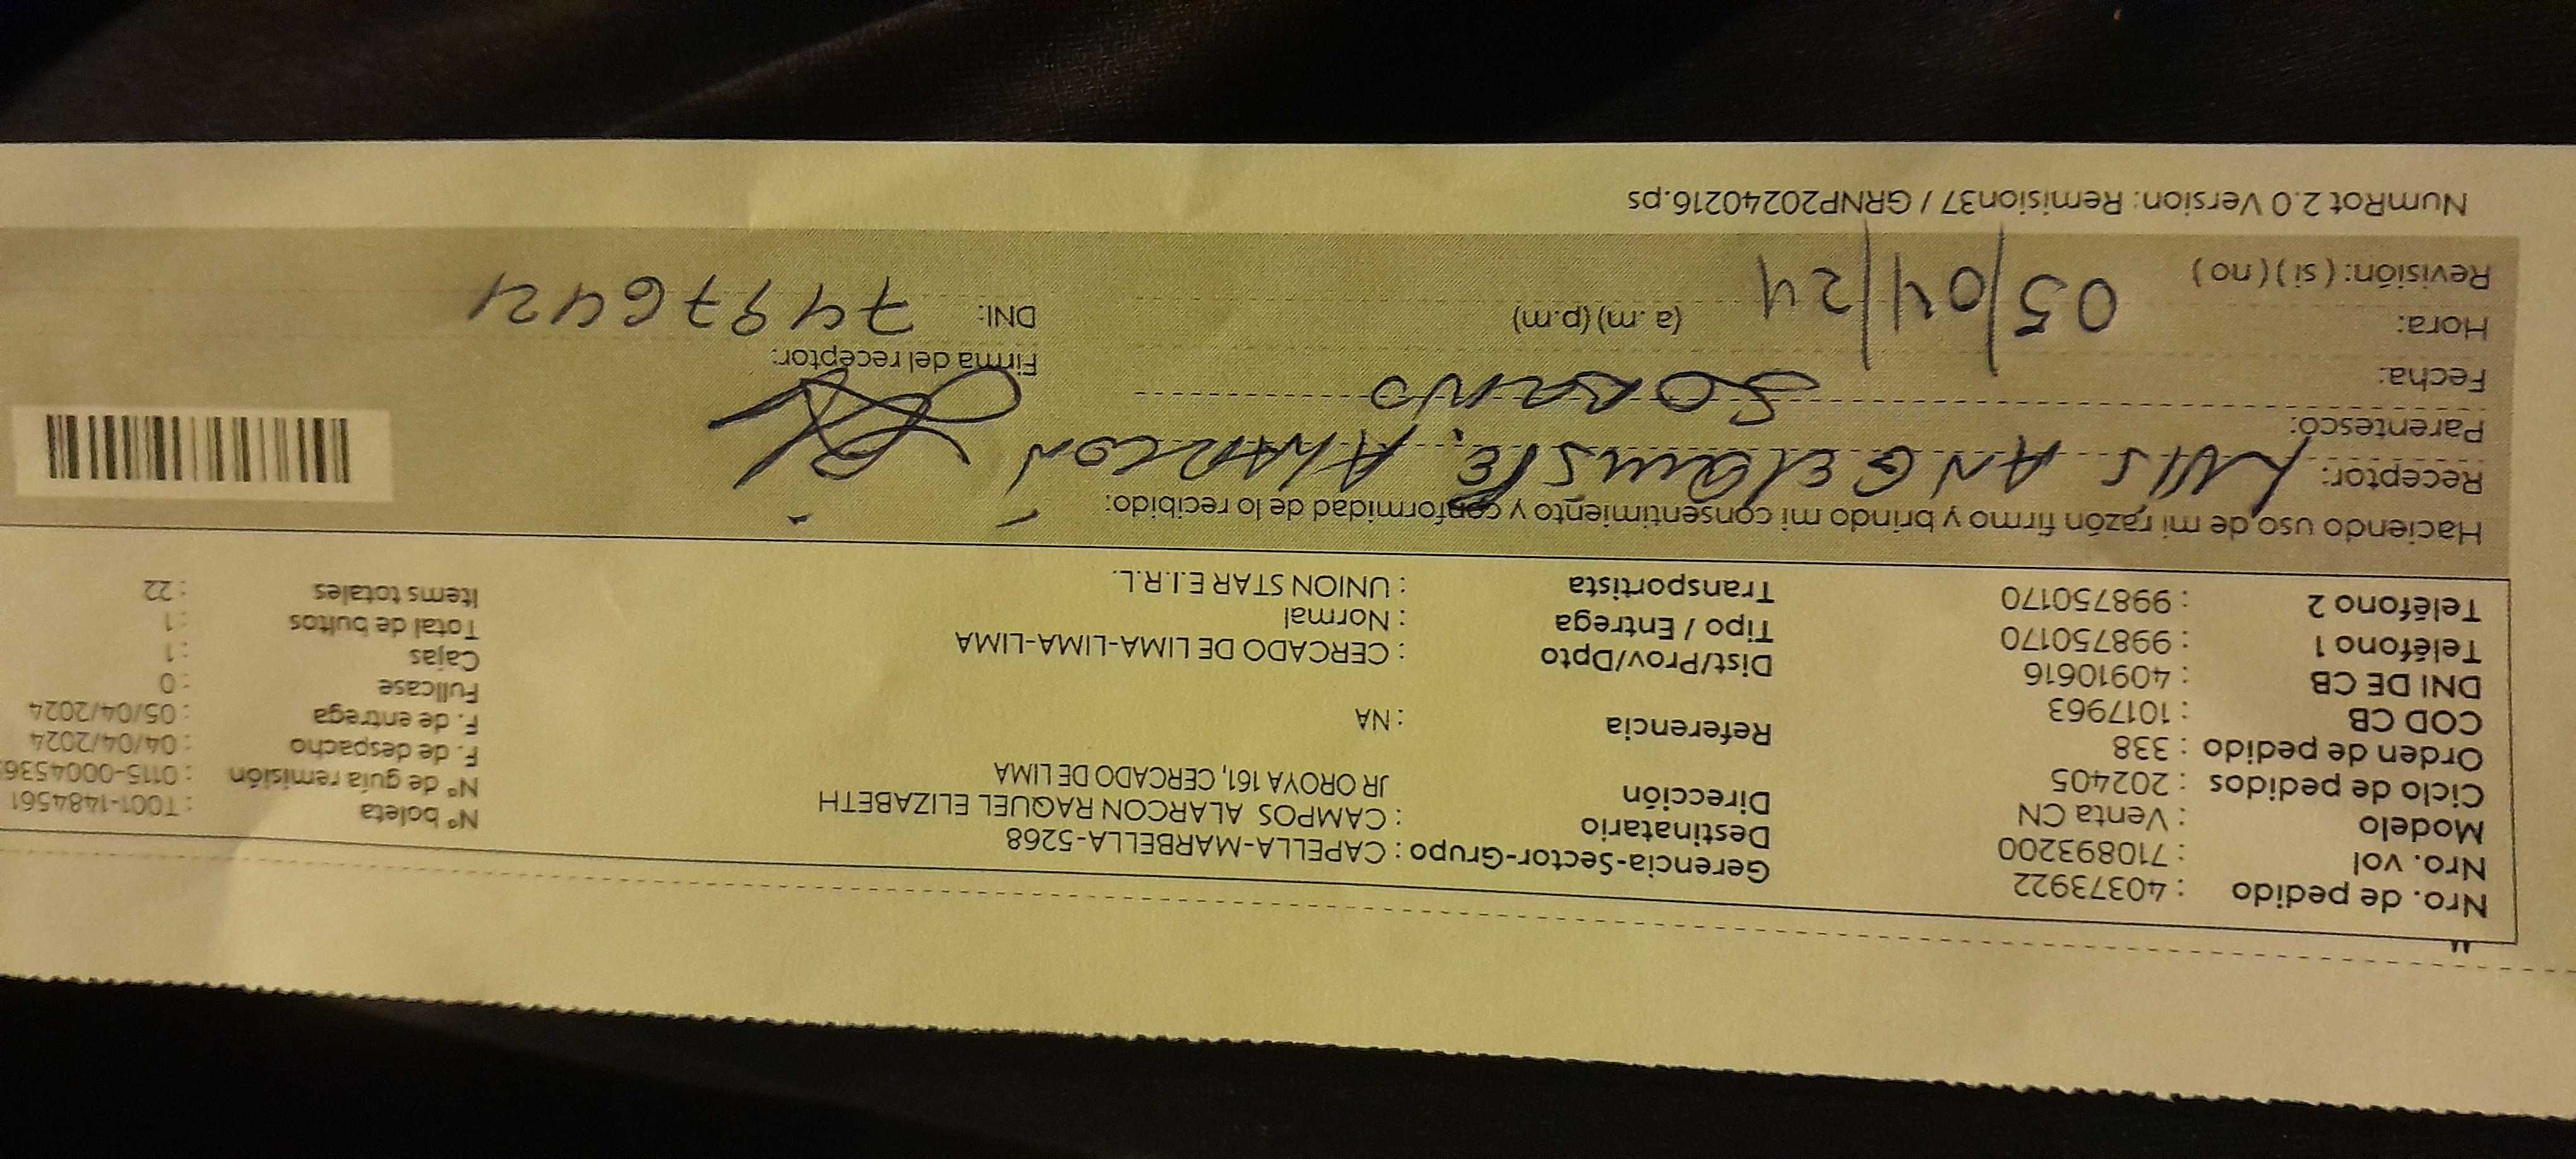 Nro. de pedido : 40373922
Nro. vol : 710893200
Modelo : Venta CN
Ciclo de pedidos : 202405
Orden de pedido : 338
COD CB : 1017963
DNI DE CB : 40910616
Teléfono 1 : 998750170
Teléfono 2 : 998750170
Gerencia-Sector-Grupo : CAPELLA-MARBELLA-5268
Destinatario : CAMPOS ALARCON RAQUEL ELIZABETH
Dirección JR OROYA 161, CERCADO DE LIMA
Referencia : NA
Dist/Prov/Dpto : CERCADO DE LIMA-LIMA-LIMA
Tipo / Entrega : Normal
Transportista : UNION STAR E.I.R.L.
Nº boleta : T001-1484561
Nº de guía remisión : 0115-0004536
F. de despacho : 04/04/2024
F. de entrega : 05/04/2024
Fullcase : 0
Cajas : 1
Total de bultos : 1
Items totales : 22
Haciendo uso de mi razón firmo y brindo mi consentimiento y conformidad de lo recibido:
Receptor: LUIS ANGEL QUISPE ALARCON
Parentesco: SOBRINO
Fecha: 05/04/24
Hora: (a .m) (p.m)
Revisión: ( si ) ( no )
Firma del receptor:
DNI: 74976421
NumRot 2.0 Version: Remision37 / GRNP20240216.ps